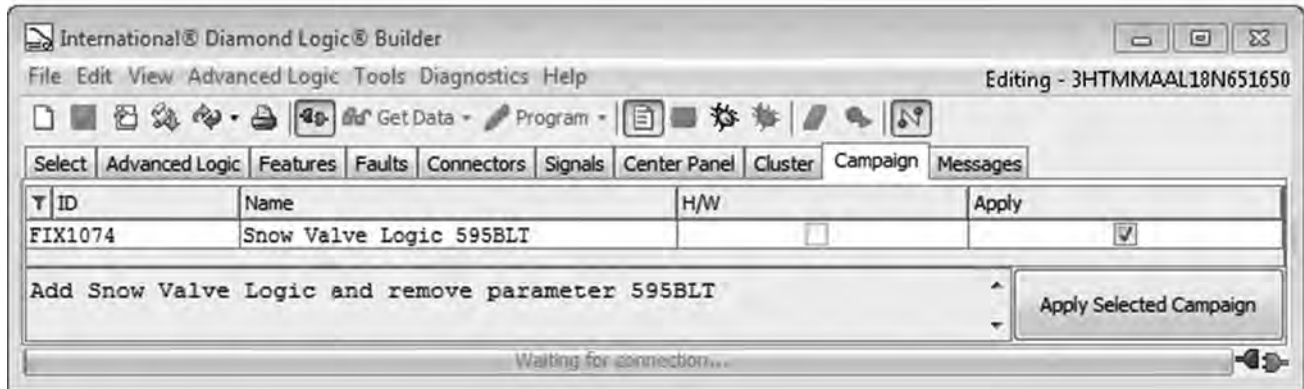 International® Diamond Logic® Builder
File Edit View Advanced Logic Tools Diagnostics Help Editing - 3HTMMAAL18N651650
Get Data Program
Select Advanced Logic Features Faults Connectors Signals Center Panel Cluster Campaign Messages
ID Name H/W Apply
FIX1074 Snow Valve Logic 595BLT
Add Snow Valve Logic and remove parameter 595BLT
Apply Selected Campaign
Waiting for connection...